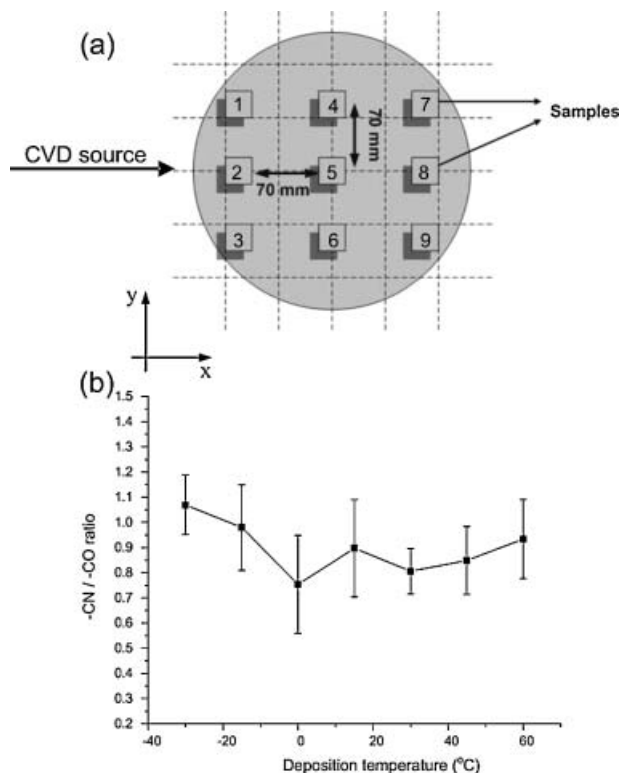 (a)
1 4 7
Samples
70 mm
CVD source
2 5 8
70 mm
3 6 9
y
x
(b)
1.5
1.4
1.3
1.2
1.1
1.0
0.9
0.8
0.7
0.6
0.5
0.4
0.3
0.2
-CN / -CO ratio
-40 -20 0 20 40 60
Deposition temperature (°C)